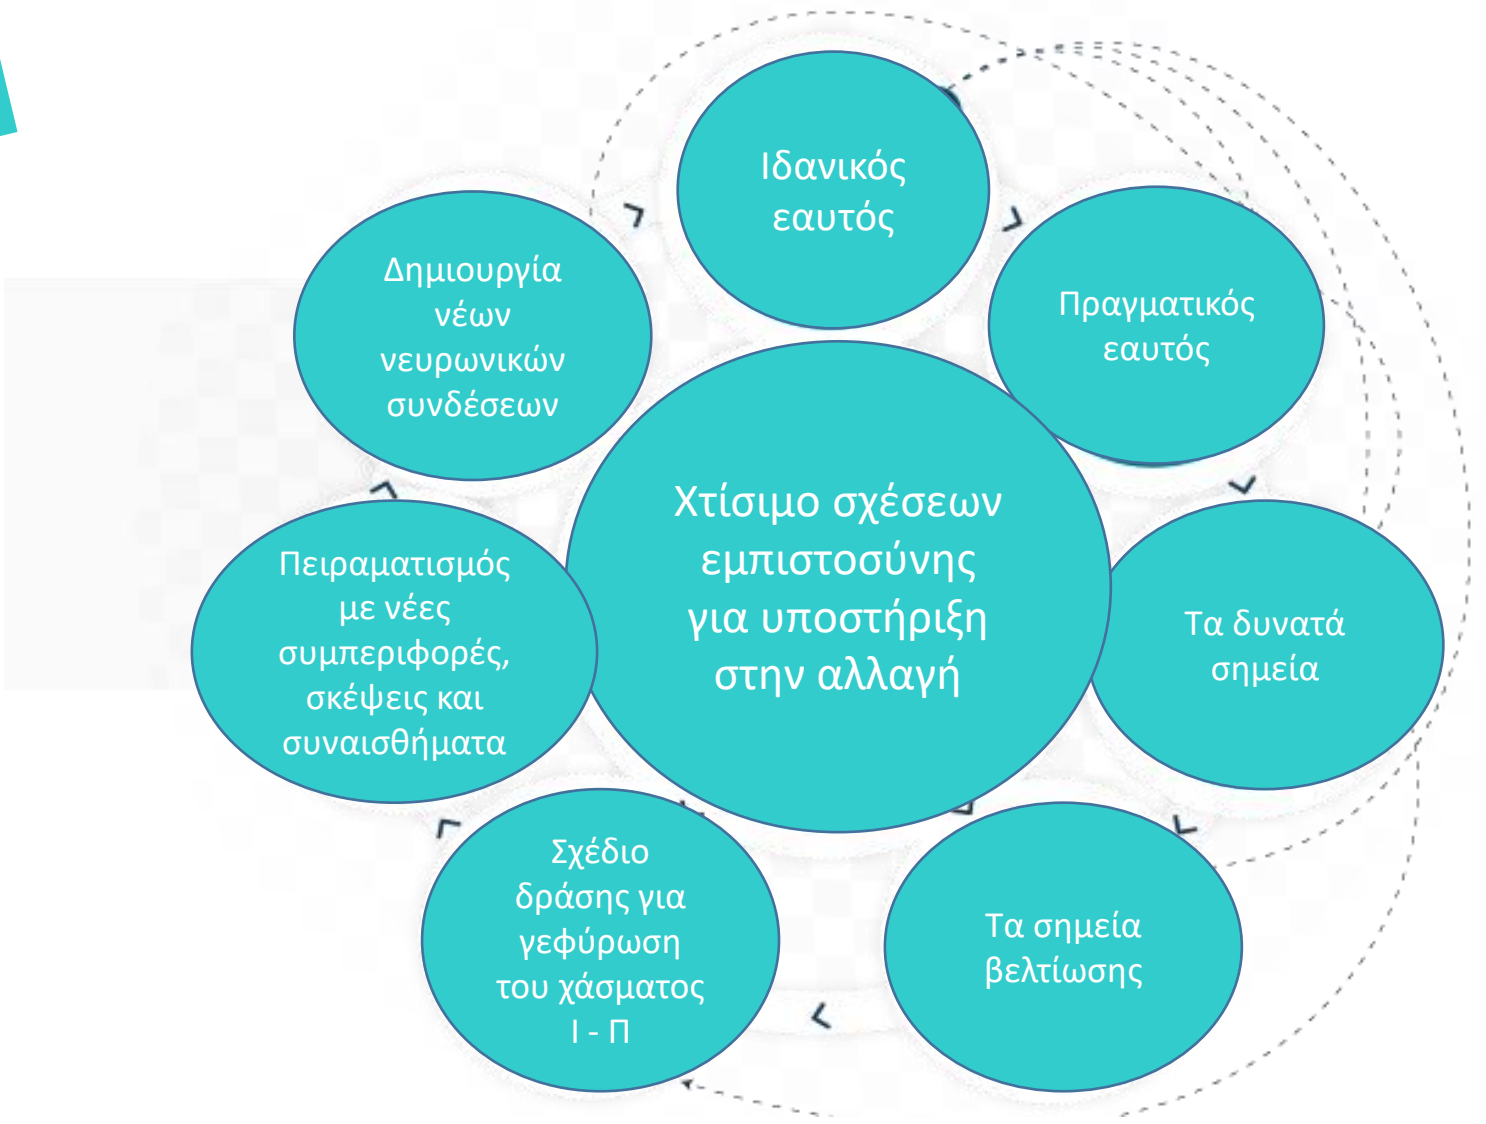 Ιδανικός
εαυτός
Πραγματικός
εαυτός
Τα δυνατά
σημεία
Τα σημεία
βελτίωσης
Σχέδιο
δράσης για
γεφύρωση
του χάσματος
Ι - Π
Πειραματισμός
με νέες
συμπεριφορές,
σκέψεις και
συναισθήματα
Δημιουργία
νέων
νευρωνικών
συνδέσεων
Χτίσιμο σχέσεων
εμπιστοσύνης
για υποστήριξη
στην αλλαγή